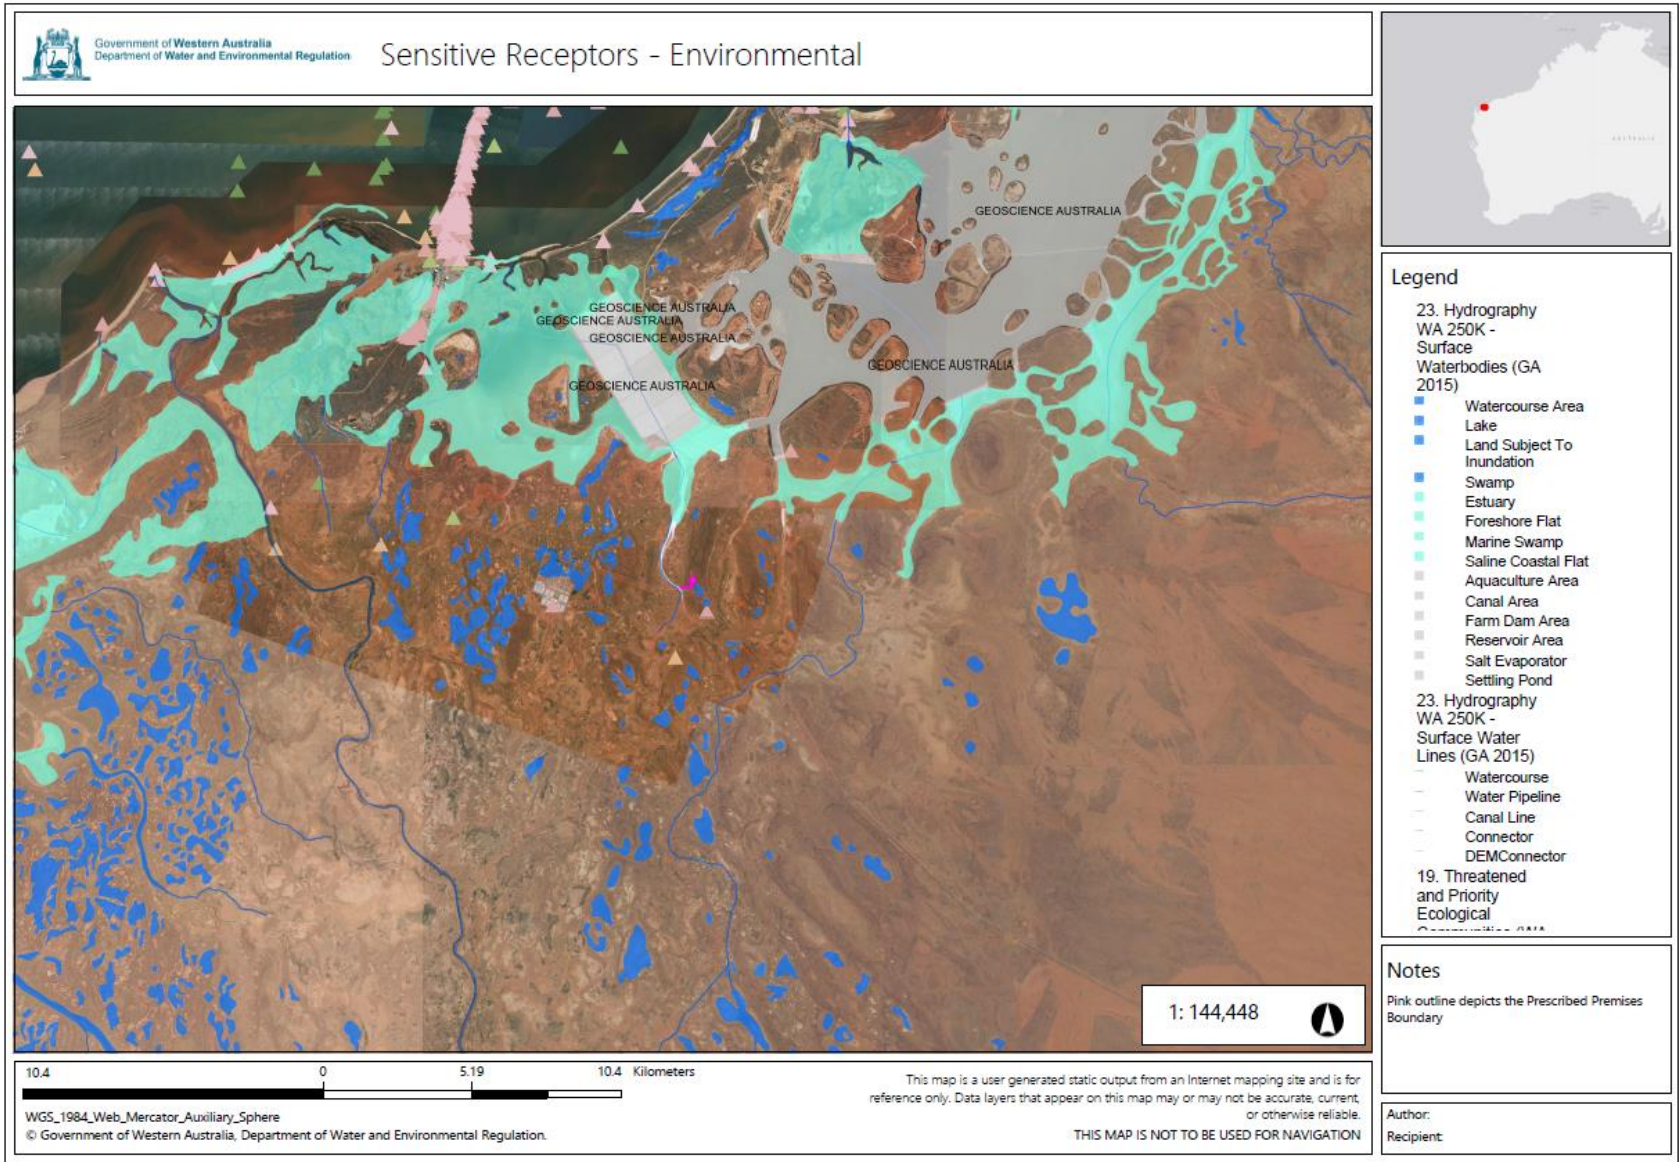 Government of Western Australia
Department of Water and Environmental Regulation
Sensitive Receptors - Environmental
GEOSCIENCE AUSTRALIA
GEOSCIENCE AUSTRALIA
GEOSCIENCE AUSTRALIA
GEOSCIENCE AUSTRALIA
GEOSCIENCE AUSTRALIA
GEOSCIENCE AUSTRALIA
1: 144,448
AUSTRALIA
Legend
23. Hydrography
WA 250K -
Surface
Waterbodies (GA
2015)
Watercourse Area
Lake
Land Subject To
Inundation
Swamp
Estuary
Foreshore Flat
Marine Swamp
Saline Coastal Flat
Aquaculture Area
Canal Area
Farm Dam Area
Reservoir Area
Salt Evaporator
Settling Pond
23. Hydrography
WA 250K -
Surface Water
Lines (GA 2015)
Watercourse
Water Pipeline
Canal Line
Connector
DEMConnector
19. Threatened
and Priority
Ecological
Notes
Pink outline depicts the Prescribed Premises
Boundary
10.4 0 5.19 10.4 Kilometers
WGS_1984_Web_Mercator_Auxiliary_Sphere
© Government of Western Australia, Department of Water and Environmental Regulation.
This map is a user generated static output from an Internet mapping site and is for
reference only. Data layers that appear on this map may or may not be accurate, current,
or otherwise reliable.
THIS MAP IS NOT TO BE USED FOR NAVIGATION
Author:
Recipient: